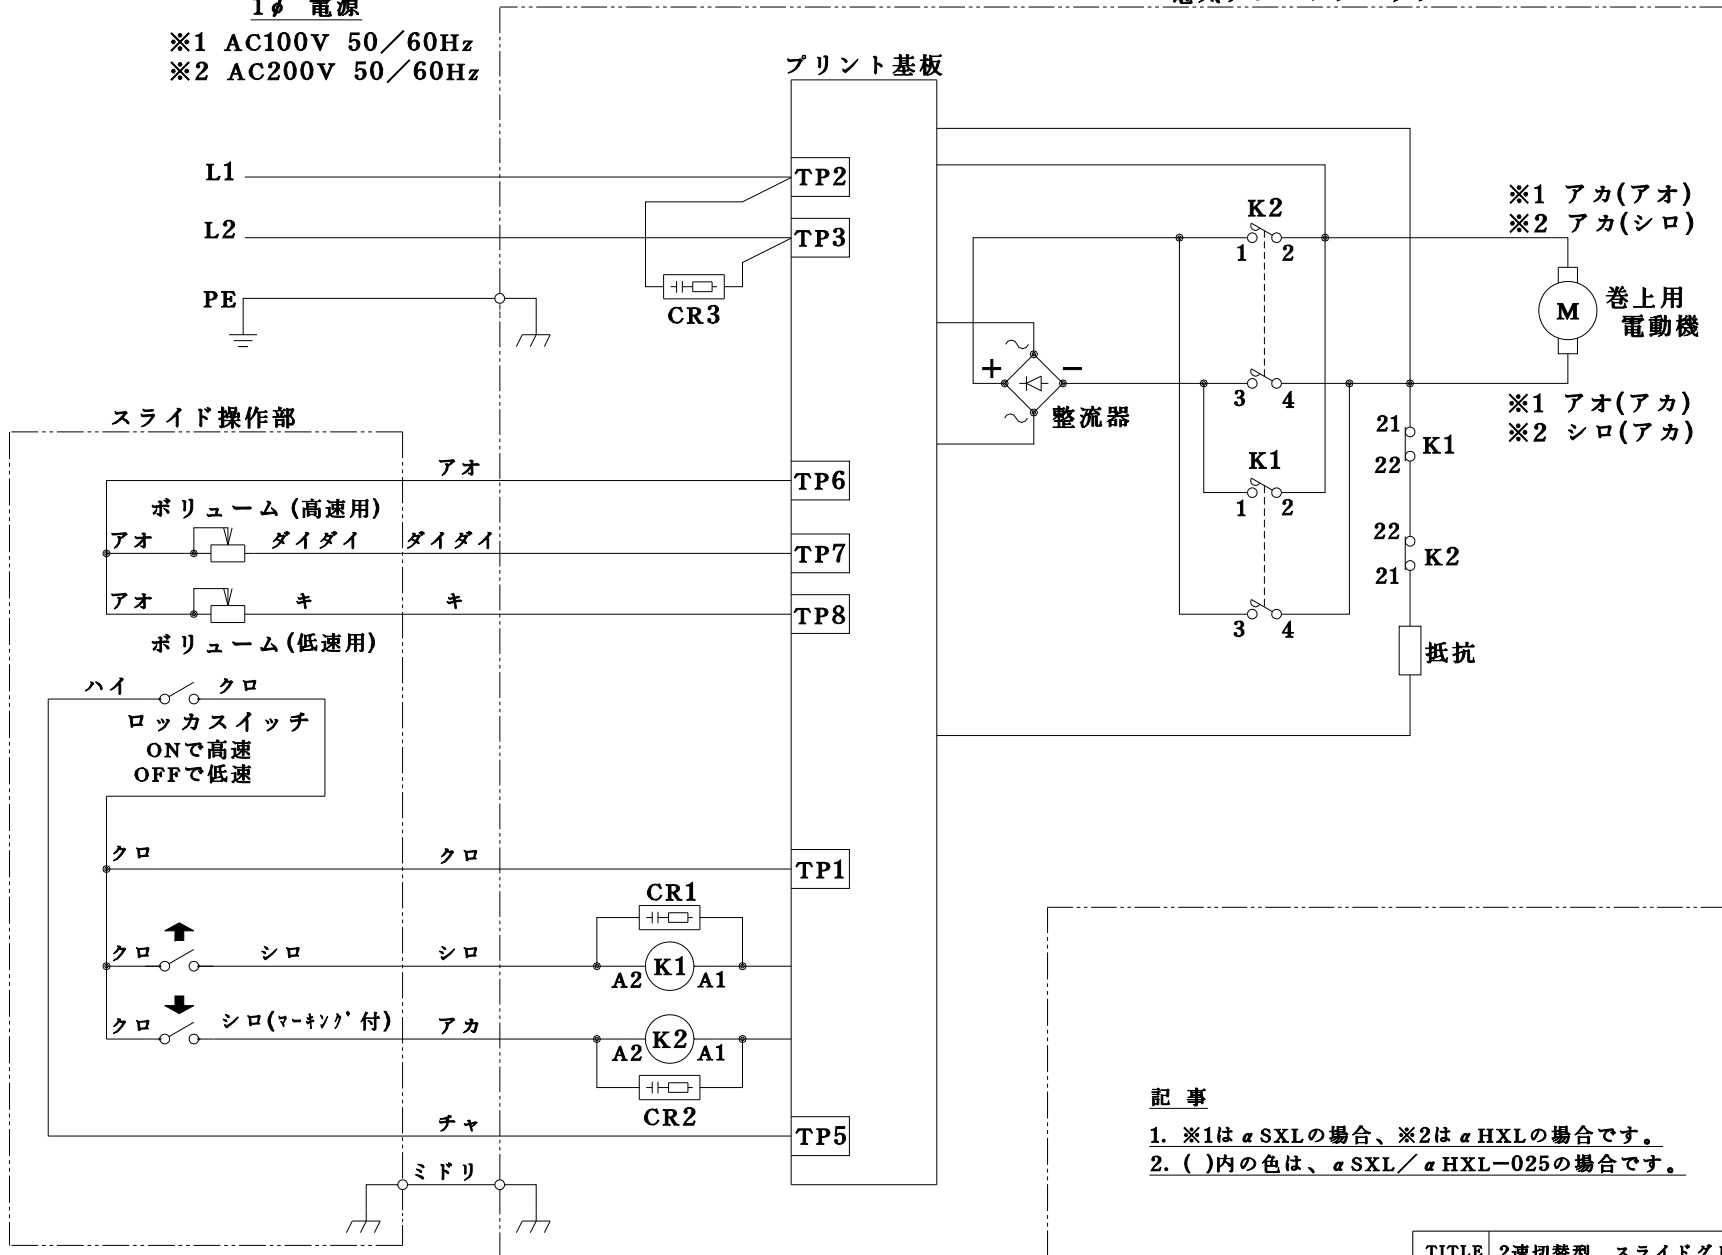 1φ 電源
※1 AC100V 50／60Hz
※2 AC200V 50／60Hz
プリント基板
L1
TP2
L2
TP3
PE
CR3
K2
1 2
3 4
※1 アカ(アオ)
※2 アカ(シロ)
M
巻上用
電動機
+ −
整流器
※1 アオ(アカ)
※2 シロ(アカ)
K1
1 2
3 4
21
K1
22
22
K2
21
抵抗
スライド操作部
アオ
TP6
ボリューム(高速用)
アオ ダイダイ ダイダイ
TP7
アオ キ キ
TP8
ボリューム(低速用)
ハイ クロ
ロッカスイッチ
ONで高速
OFFで低速
クロ クロ
TP1
CR1
クロ シロ シロ
A2 K1 A1
クロ シロ(マーキング付) アカ
A2 K2 A1
CR2
チャ
TP5
ミドリ
記 事
1. ※1はαSXLの場合、※2はαHXLの場合です。
2. ( )内の色は、αSXL／αHXL−025の場合です。
TITLE 2速切替型 スライドグ